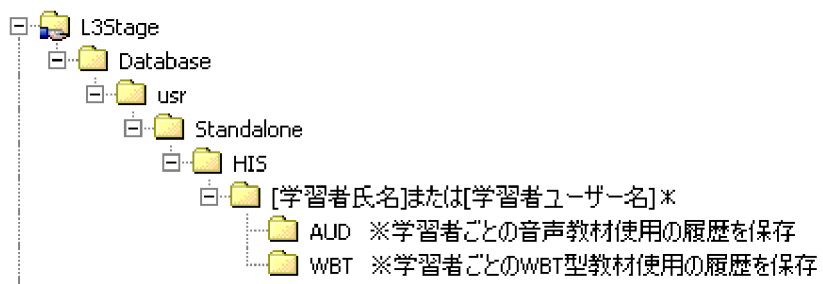 L3Stage
Database
usr
Standalone
HIS
[学習者氏名]または[学習者ユーザー名]*
AUD ※学習者ごとの音声教材使用の履歴を保存
WBT ※学習者ごとのWBT型教材使用の履歴を保存